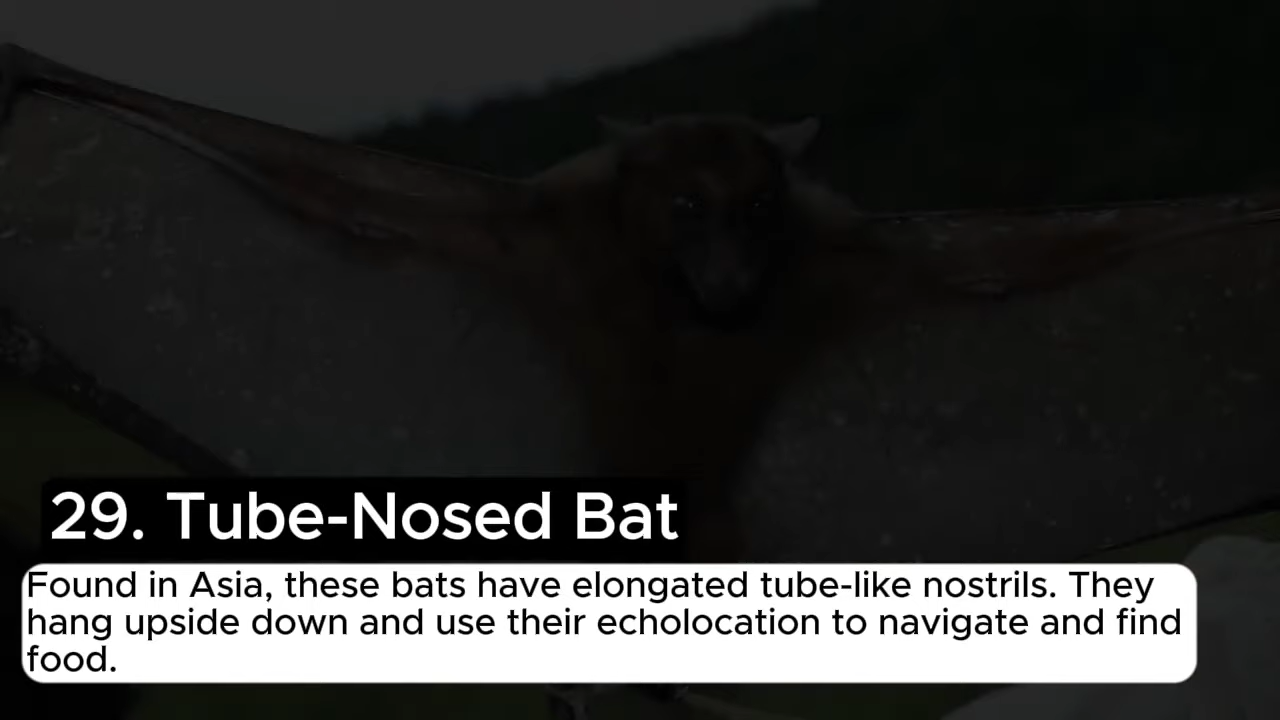 29. Tube-Nosed Bat
Found in Asia, these bats have elongated tube-like nostrils. They
hang upside down and use their echolocation to navigate and find
food.